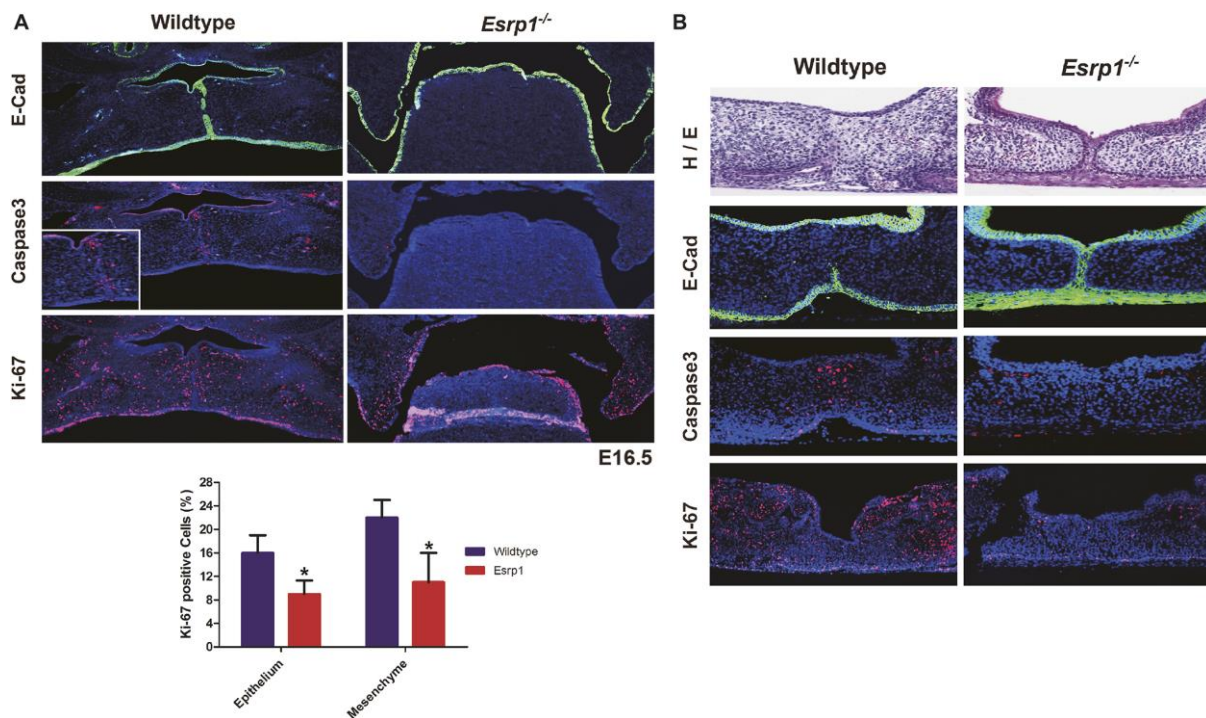 A
Wildtype
Esrp1-/-
E-Cad
Caspase3
Ki-67
E16.5
Ki-67 positive Cells (%)
28
24
20
16
12
8
4
0
*
*
Wildtype
Esrp1
Epithelium
Mesenchyme
B
Wildtype
Esrp1-/-
H / E
E-Cad
Caspase3
Ki-67